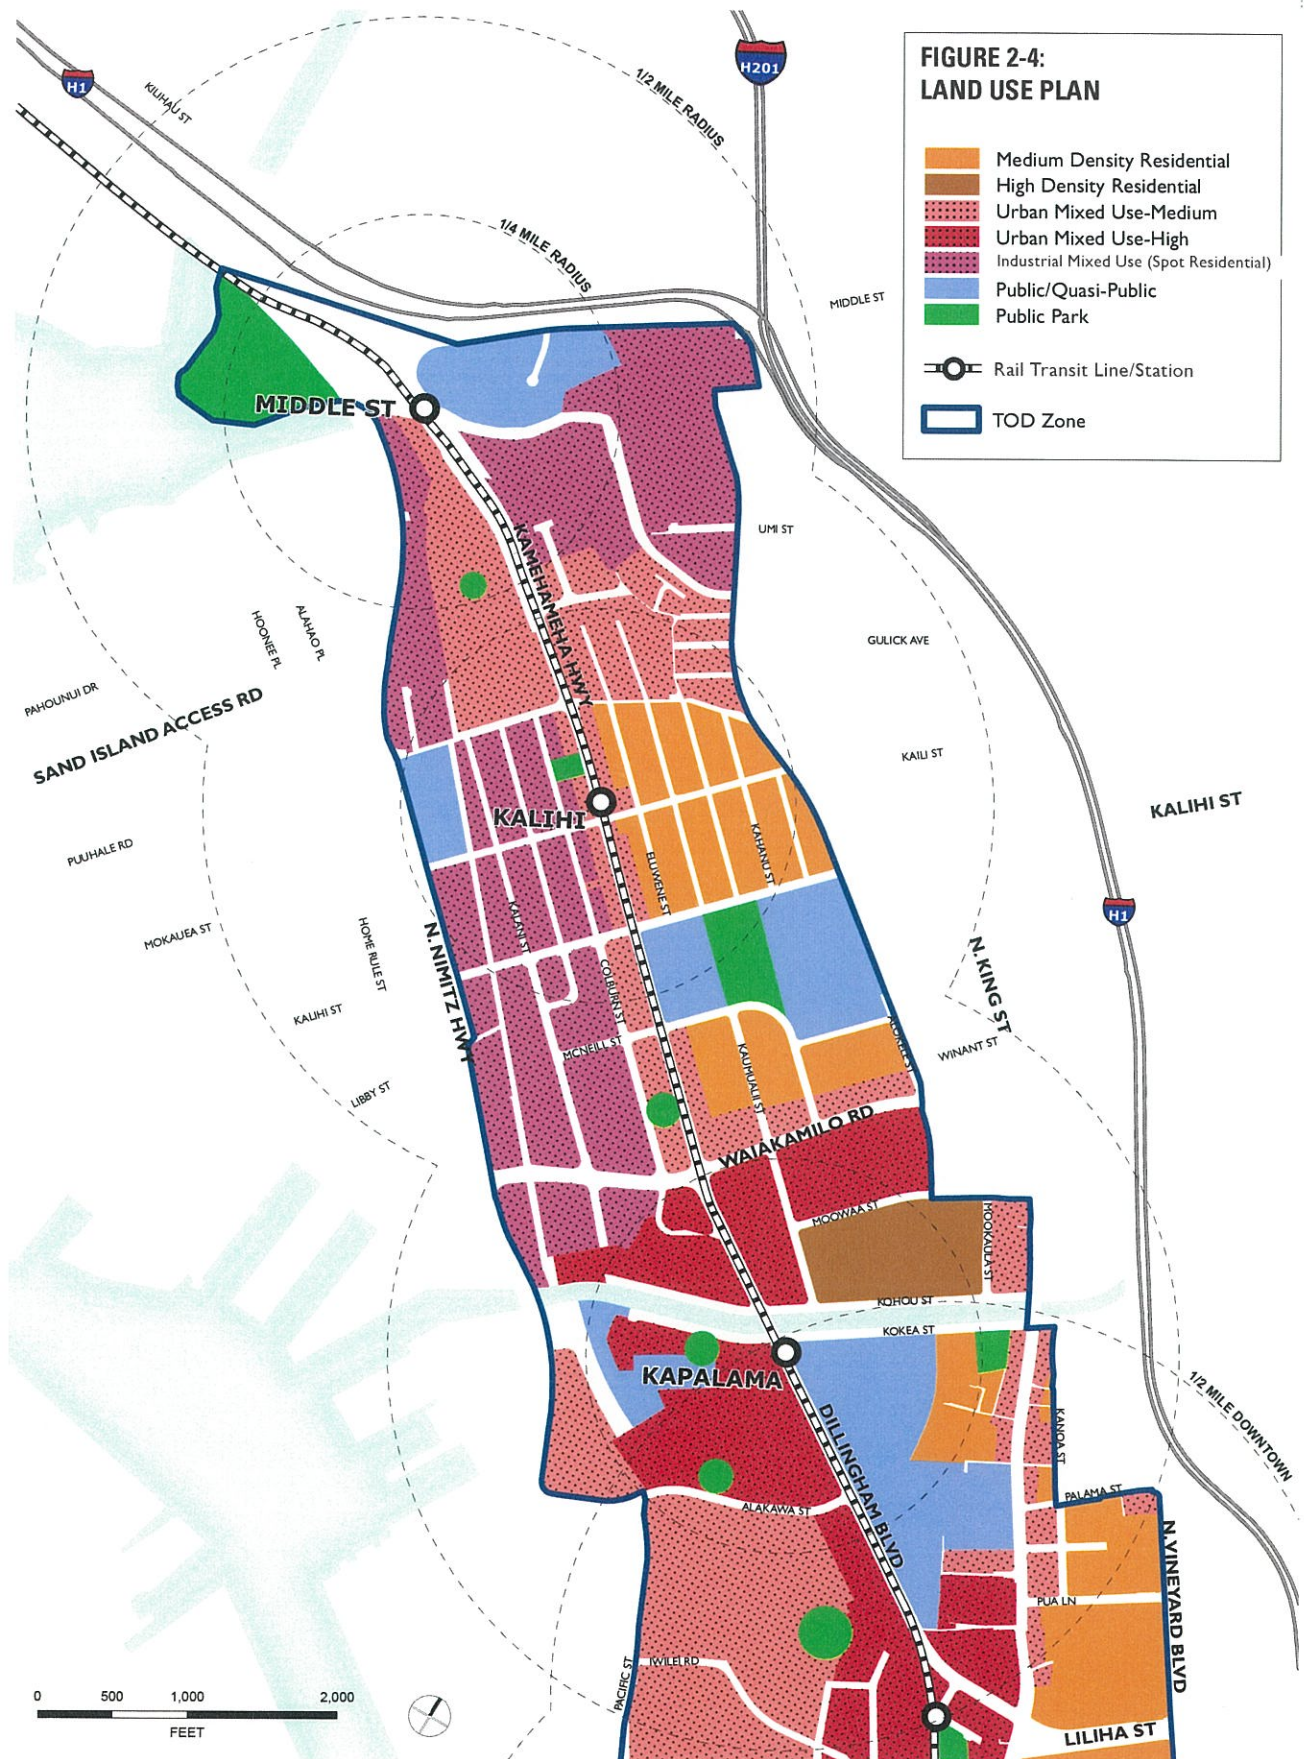 FIGURE 2-4:
LAND USE PLAN
Medium Density Residential
High Density Residential
Urban Mixed Use-Medium
Urban Mixed Use-High
Industrial Mixed Use (Spot Residential)
Public/Quasi-Public
Public Park
Rail Transit Line/Station
TOD Zone
H1
KILIHAU ST
H201
1/2 MILE RADIUS
1/4 MILE RADIUS
MIDDLE ST
MIDDLE ST
UMI ST
KAMEHAMEHA HWY
HOONEE PL
ALAHAO PL
GULICK AVE
PAHOUNUI DR
SAND ISLAND ACCESS RD
KAILI ST
KALIHI ST
KALIHI
PUUHALE RD
ELUWENE ST
KAHANU ST
H1
MOKAUEA ST
HOME RULE ST
N. NIMITZ HWY
KALANI ST
COLBURN ST
N. KING ST
KALIHI ST
MCNEILL ST
KAUMUALII ST
ALOKELE ST
WINANT ST
LIBBY ST
WAIAKAMILO RD
MOOWAA ST
MOOKAULA ST
KOHOU ST
KOKEA ST
KAPALAMA
1/2 MILE DOWNTOWN
DILLINGHAM BLVD
KANOA ST
PALAMA ST
ALAKAWA ST
N.VINEYARD BLVD
PUA LN
IWILEI RD
PACIFIC ST
LILIHA ST
0 500 1,000 2,000
FEET